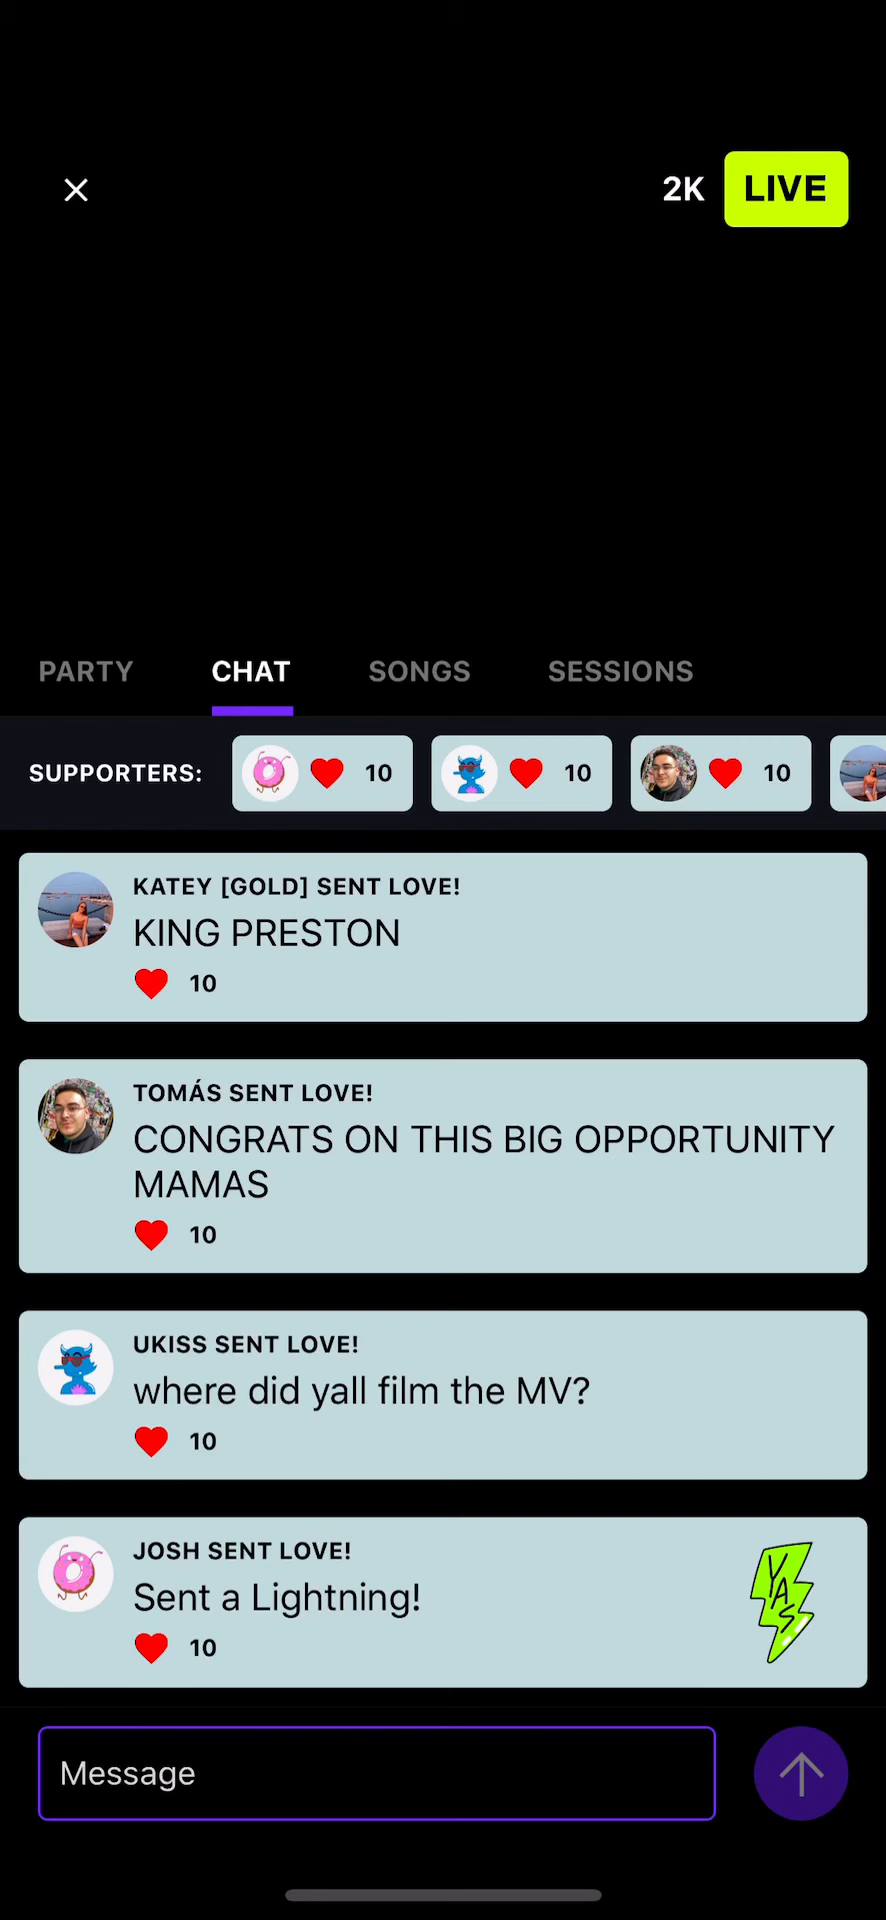 2K LIVE
PARTY CHAT SONGS SESSIONS
SUPPORTERS: 10 10 10
KATEY [GOLD] SENT LOVE!
KING PRESTON
10
TOMÁS SENT LOVE!
CONGRATS ON THIS BIG OPPORTUNITY
MAMAS
10
UKISS SENT LOVE!
where did yall film the MV?
10
JOSH SENT LOVE!
Sent a Lightning!
YAS
10
Message